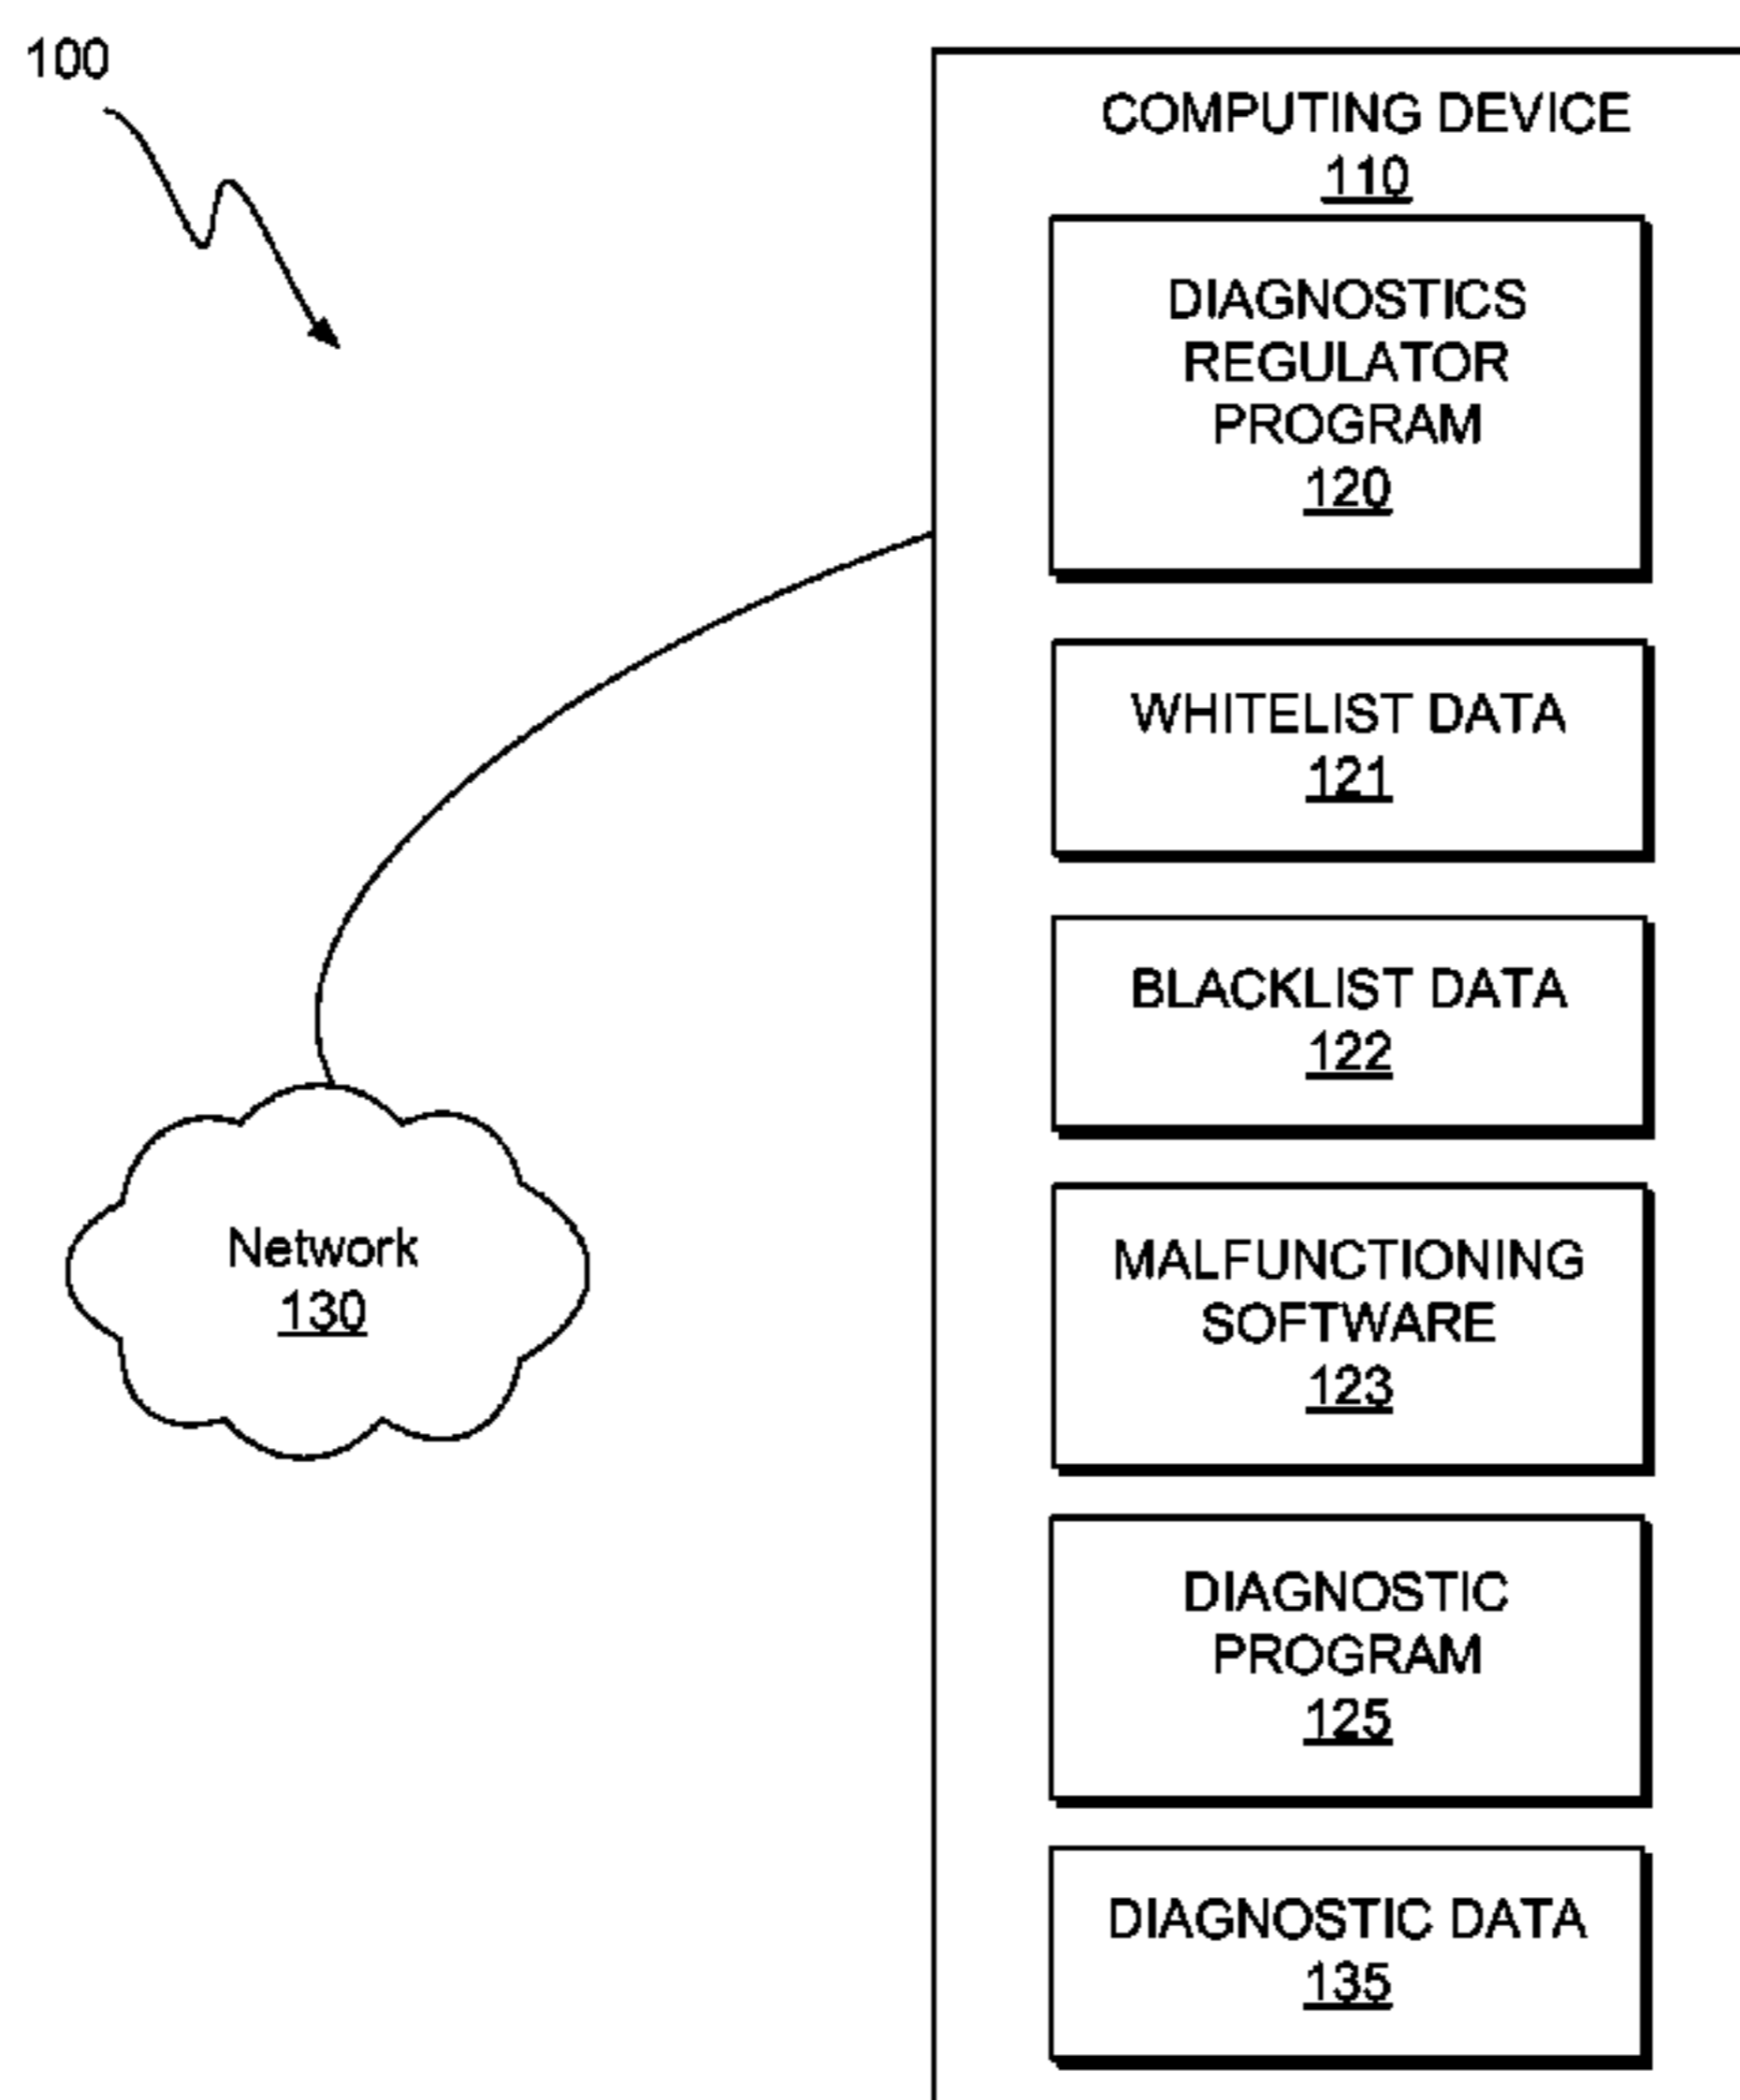 100
COMPUTING DEVICE
110
DIAGNOSTICS
REGULATOR
PROGRAM
120
WHITELIST DATA
121
BLACKLIST DATA
122
MALFUNCTIONING
SOFTWARE
123
DIAGNOSTIC
PROGRAM
125
DIAGNOSTIC DATA
135
Network
130